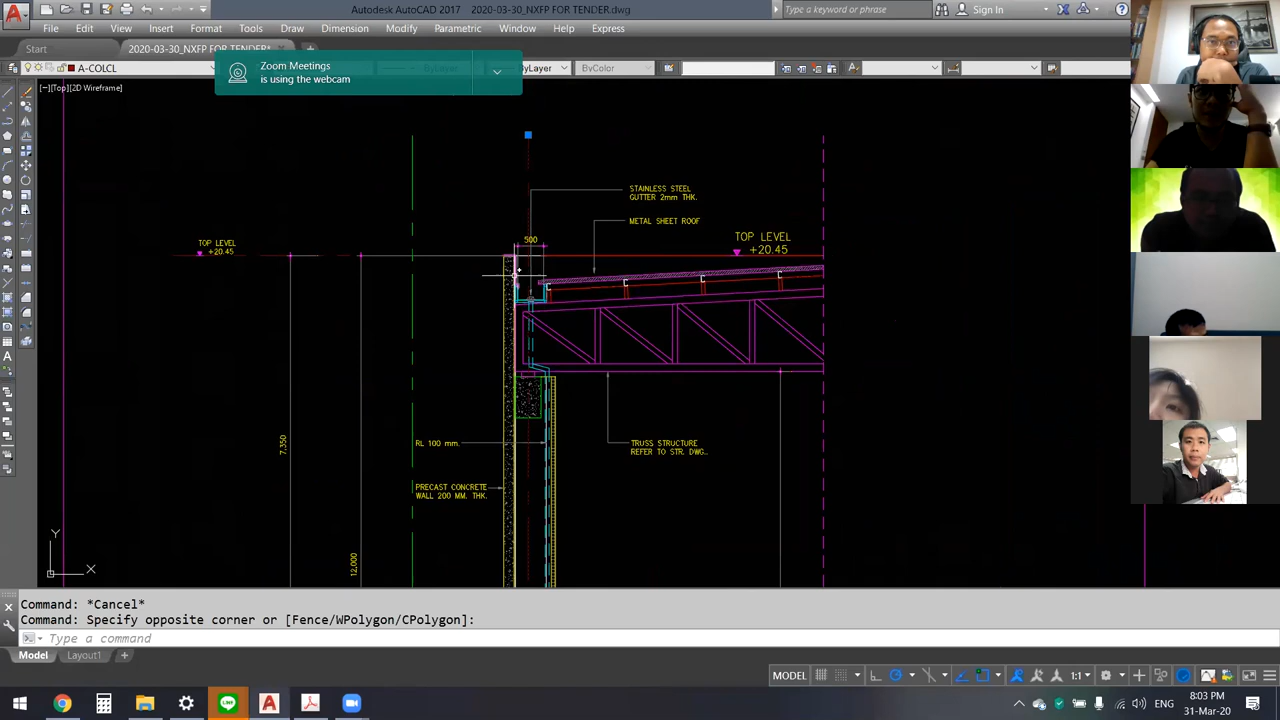 Autodesk AutoCAD 2017   2020-03-30_NXFP FOR TENDER.dwg
Type a keyword or phrase
Sign In
File Edit View Insert Format Tools Draw Dimension Modify Parametric Window Help Express
Start
2020-03-30_NXFP FOR TENDER*
A-COLCL
ByLayer
ByLayer
ByColor
Zoom Meetings
is using the webcam
[−][Top][2D Wireframe]
STAINLESS STEEL
GUTTER 2mm THK.
METAL SHEET ROOF
500
TOP LEVEL
+20.45
TOP LEVEL
+20.45
C C C C
7,350
RL 100 mm.
TRUSS STRUCTURE
REFER TO STR. DWG..
PRECAST CONCRETE
WALL 200 MM. THK.
12,000
Y
X
Command: *Cancel*
Command: Specify opposite corner or [Fence/WPolygon/CPolygon]:
Type a command
Model Layout1
MODEL
1:1
LINE
ENG
8:03 PM
31-Mar-20